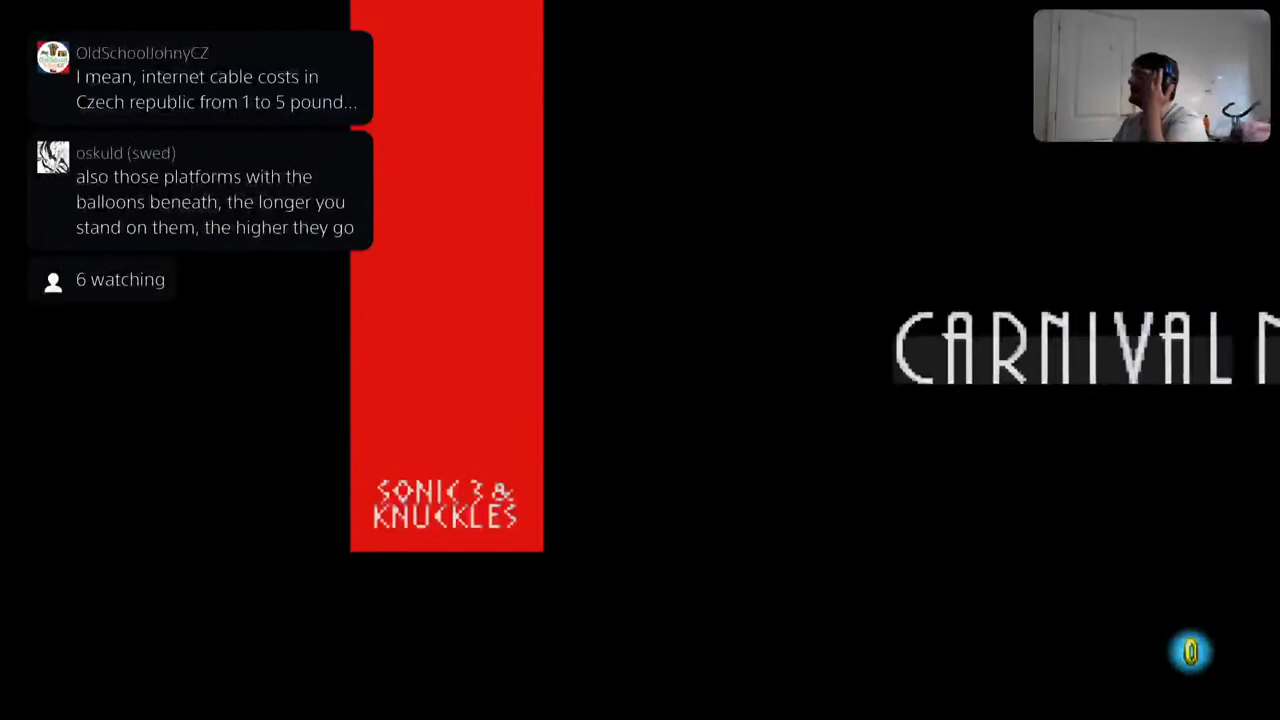 OldSchoolJohnyCZ
I mean, internet cable costs in
Czech republic from 1 to 5 pound...
oskuld (swed)
also those platforms with the
balloons beneath, the longer you
stand on them, the higher they go
6 watching
CARNIVAL N
SONIC 3 &
KNUCKLES